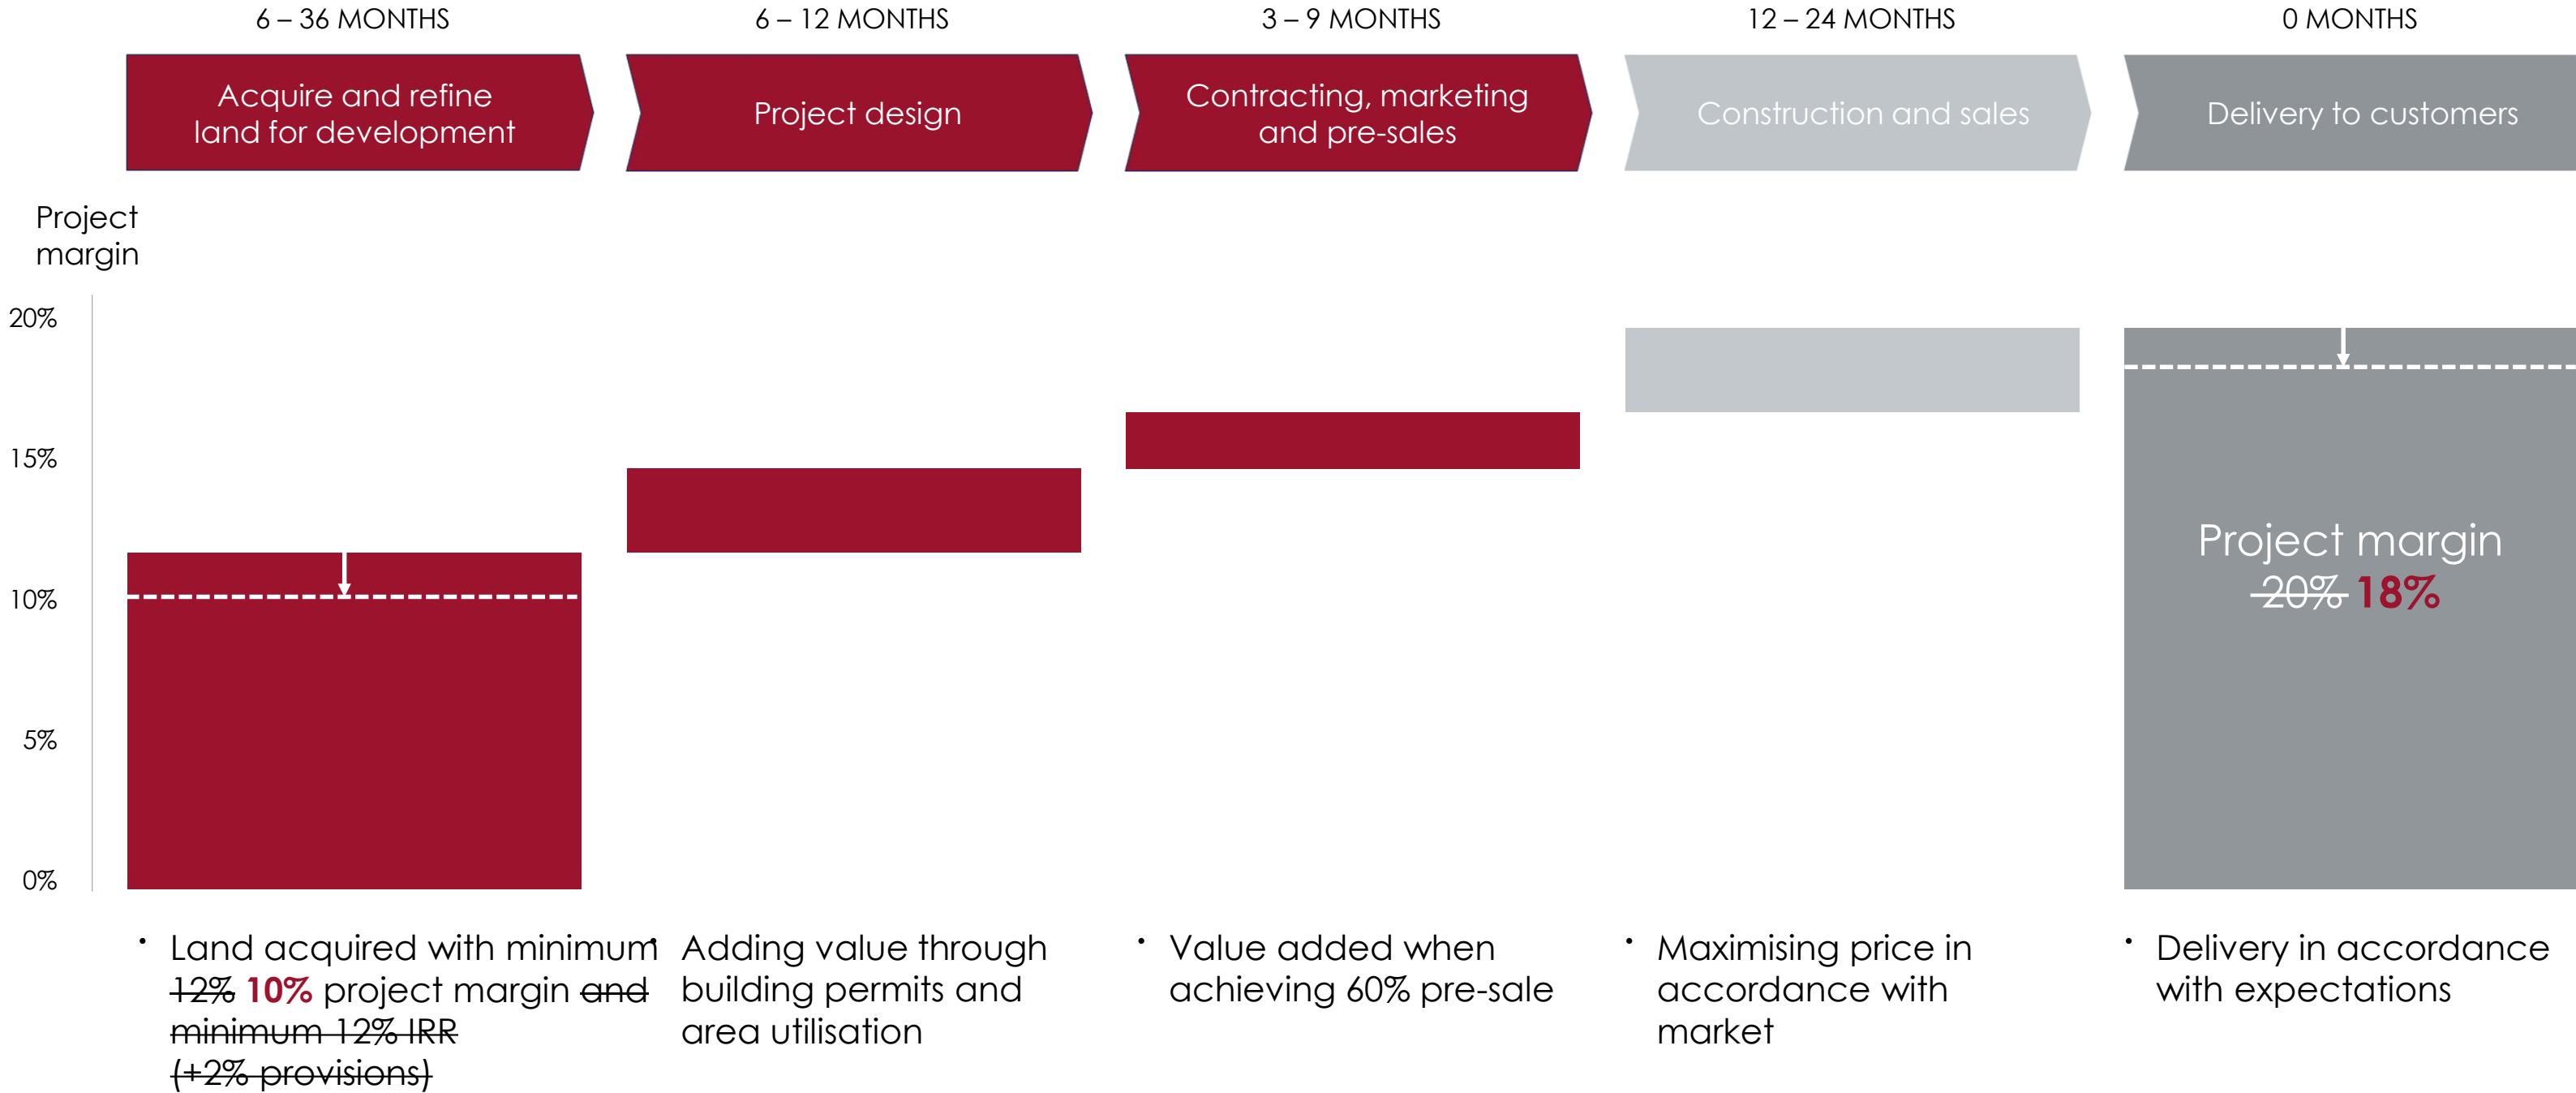 6 – 36 MONTHS
6 – 12 MONTHS
3 – 9 MONTHS
12 – 24 MONTHS
0 MONTHS
Acquire and refine
land for development
Project design
Contracting, marketing
and pre-sales
Construction and sales
Delivery to customers
Project
margin
20%
15%
10%
5%
0%
Project margin
20% 18%
• Land acquired with minimum
12% 10% project margin and
minimum 12% IRR
(+2% provisions)
• Adding value through
building permits and
area utilisation
• Value added when
achieving 60% pre-sale
• Maximising price in
accordance with
market
• Delivery in accordance
with expectations